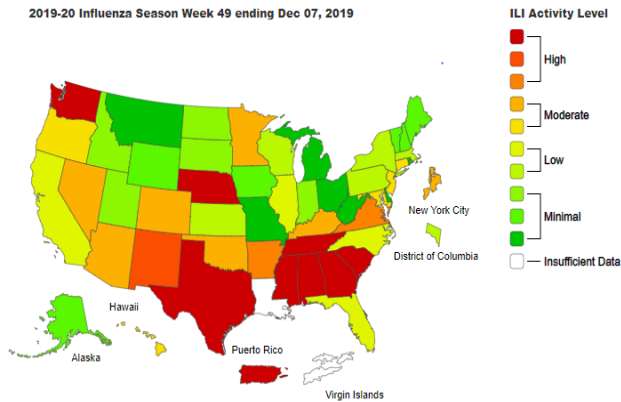 2019-20 Influenza Season Week 49 ending Dec 07, 2019
ILI Activity Level
High
Moderate
Low
Minimal
Insufficient Data
New York City
District of Columbia
Hawaii
Alaska
Puerto Rico
Virgin Islands